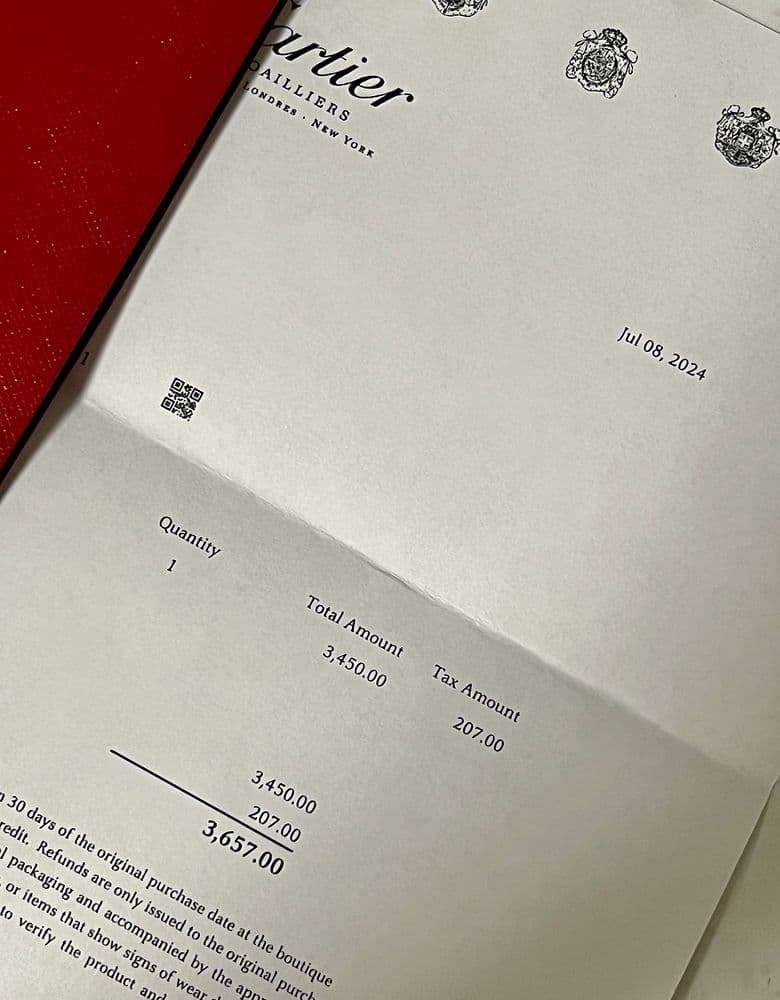 artier
OAILLIERS
LONDRES . NEW YORK
Jul 08, 2024
1
Quantity
1
Total Amount
3,450.00
Tax Amount
207.00
3,450.00
207.00
3,657.00
30 days of the original purchase date at the boutique
redit. Refunds are only issued to the original purch
l packaging and accompanied by the appr
or items that show signs of wear
to verify the product and